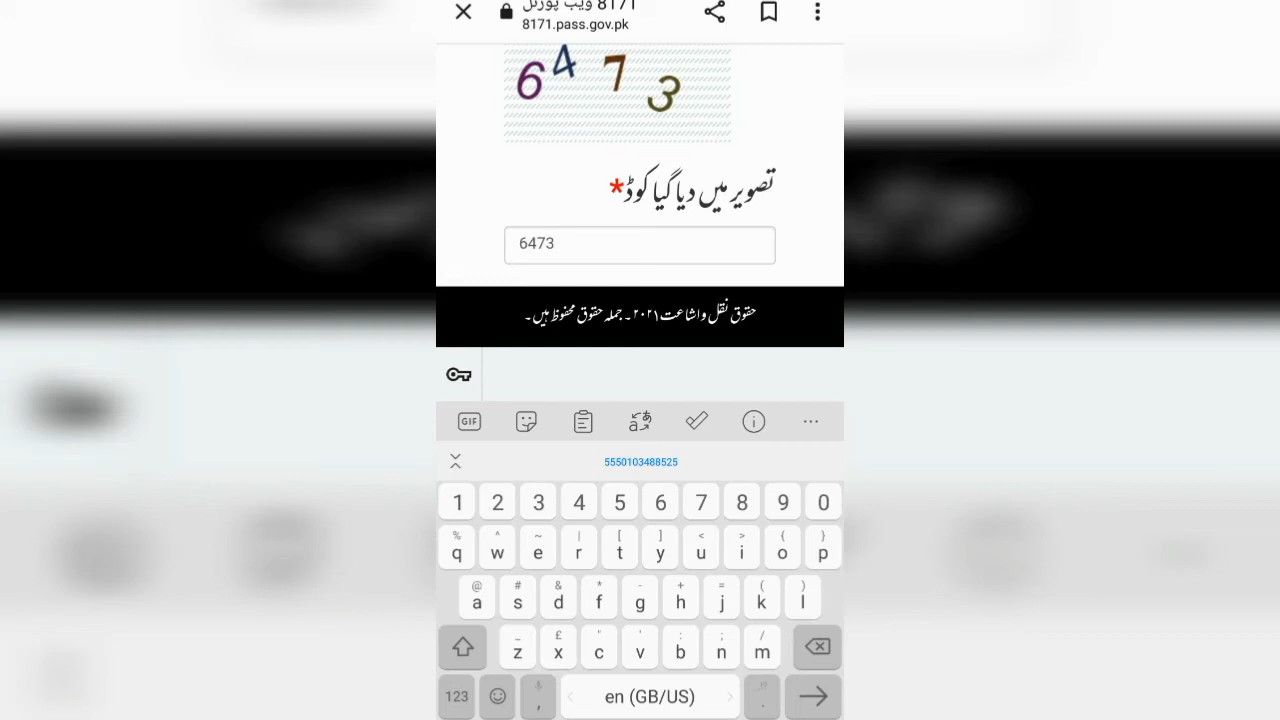 8171 ویب پورٹل
8171.pass.gov.pk
6473
تصویر میں دیا گیا کوڈ*
6473
حقوق نقل و اشاعت ۲۰۲۱ ۔ جملہ حقوق محفوظ ہیں۔
GIF
5550103488525
1 2 3 4 5 6 7 8 9 0
% ^ ~ | [ ] < > { }
q w e r t y u i o p
@ # & * - + = ( )
a s d f g h j k l
_ £ " ' : ; /
z x c v b n m
!?
123 , en (GB/US) .